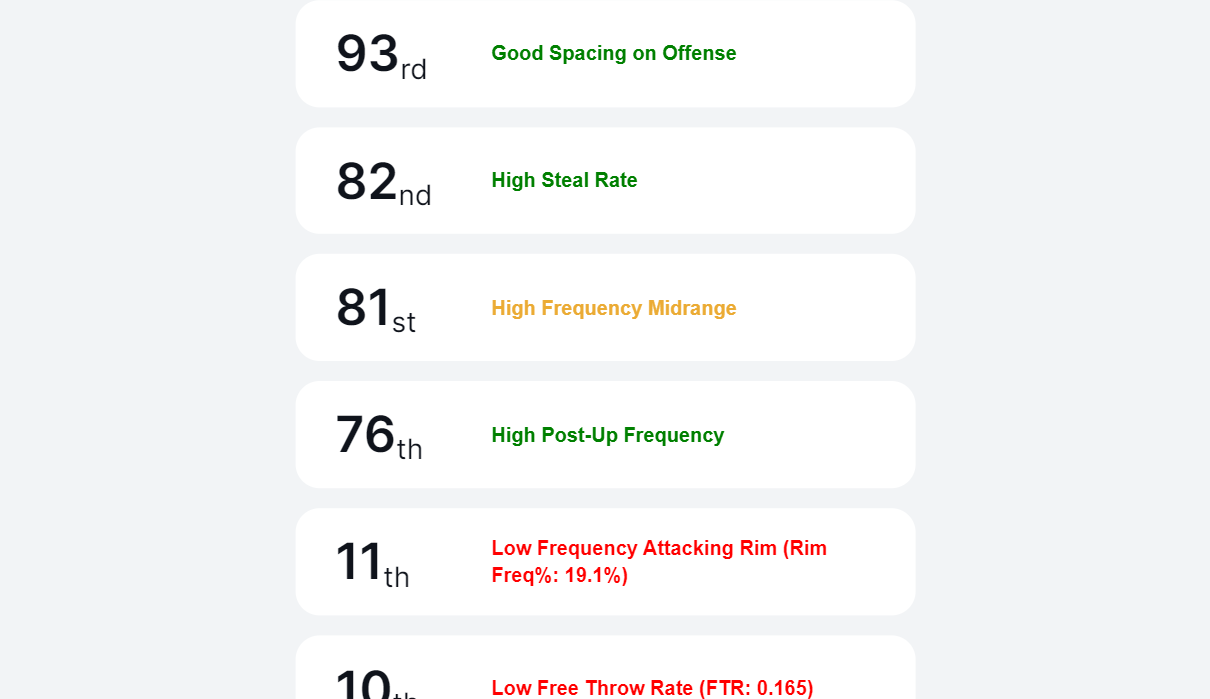 93rd Good Spacing on Offense
82nd High Steal Rate
81st High Frequency Midrange
76th High Post-Up Frequency
11th Low Frequency Attacking Rim (Rim
Freq%: 19.1%)
10th Low Free Throw Rate (FTR: 0.165)